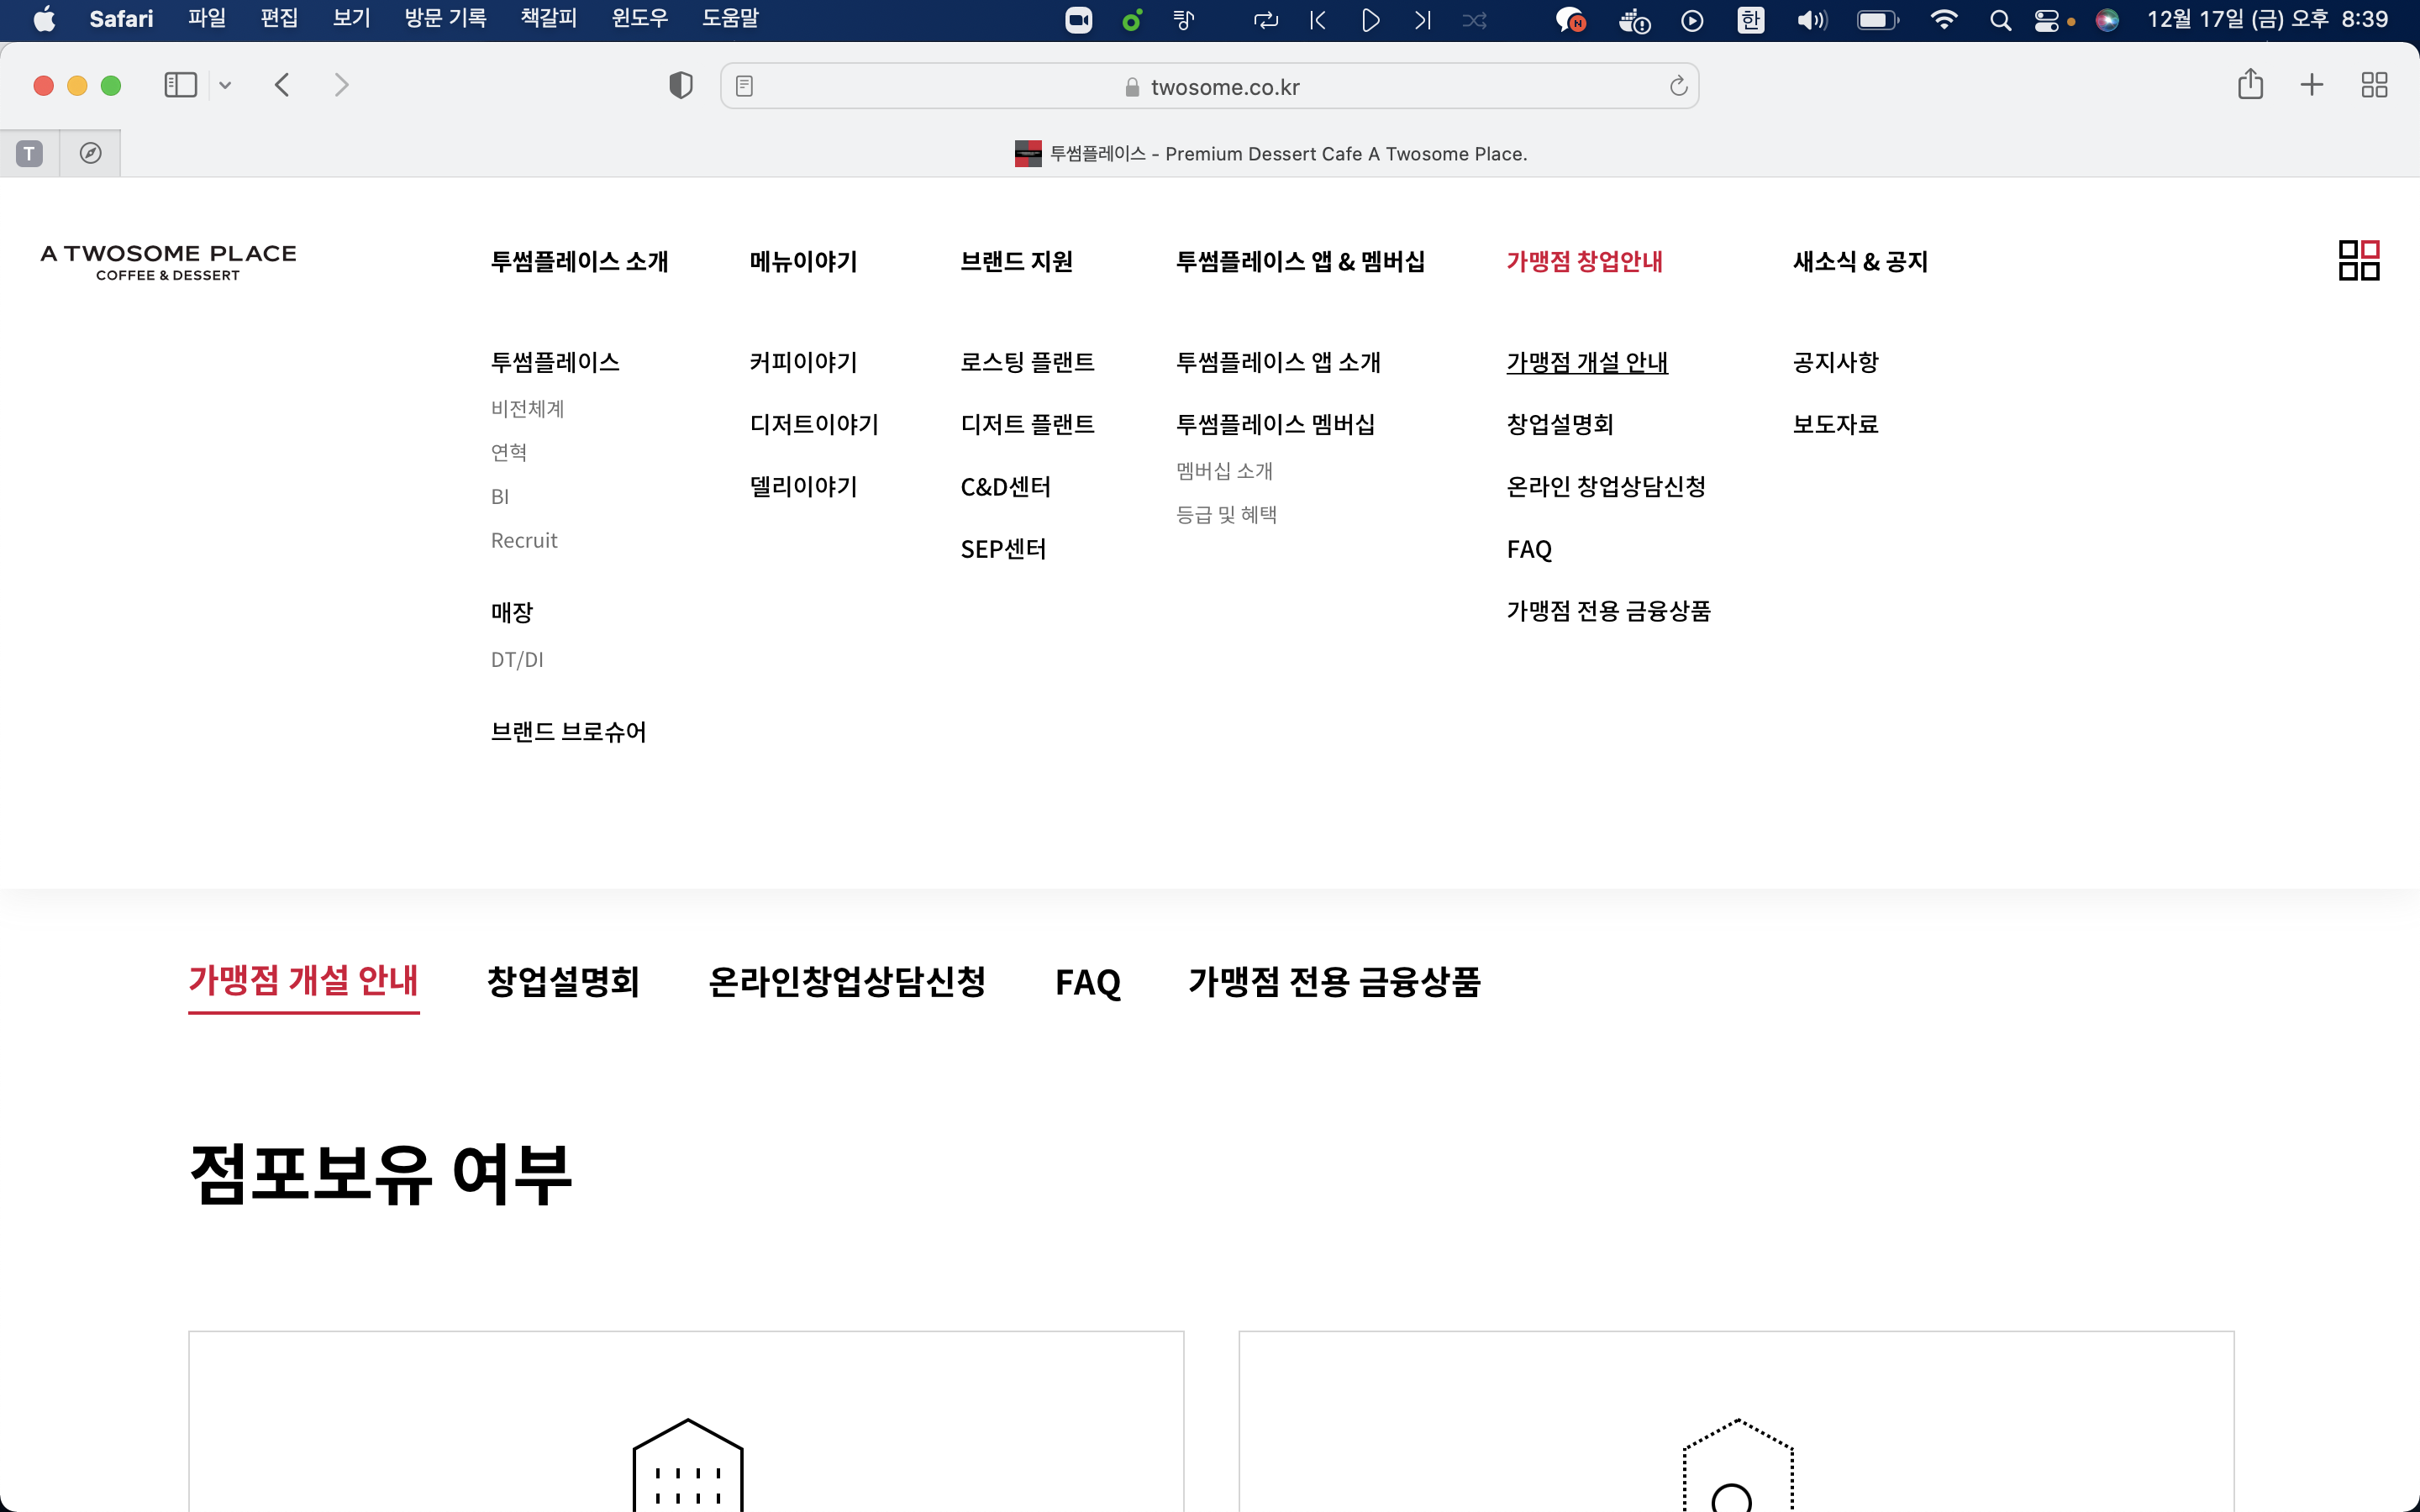 Safari 파일 편집 보기 방문 기록 책갈피 윈도우 도움말 N 한 12월 17일 (금) 오후 8:39
twosome.co.kr
T 투썸플레이스 - Premium Dessert Cafe A Twosome Place.
A TWOSOME PLACE
COFFEE & DESSERT
투썸플레이스 소개 메뉴이야기 브랜드 지원 투썸플레이스 앱 & 멤버십 가맹점 창업안내 새소식 & 공지
투썸플레이스
비전체계
연혁
BI
Recruit
매장
DT/DI
브랜드 브로슈어
커피이야기
디저트이야기
델리이야기
로스팅 플랜트
디저트 플랜트
C&D센터
SEP센터
투썸플레이스 앱 소개
투썸플레이스 멤버십
멤버십 소개
등급 및 혜택
가맹점 개설 안내
창업설명회
온라인 창업상담신청
FAQ
가맹점 전용 금융상품
공지사항
보도자료
가맹점 개설 안내 창업설명회 온라인창업상담신청 FAQ 가맹점 전용 금융상품
점포보유 여부